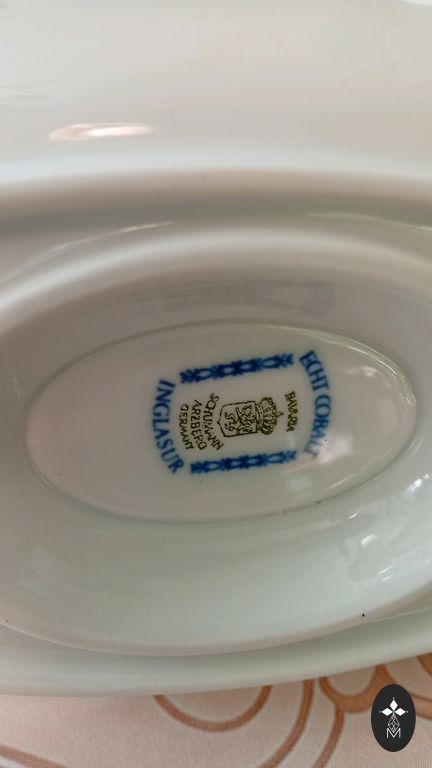 ECHT COBALT
BAVARIA
SCHUMANN
ARZBERG
GERMANY
INGLASUR